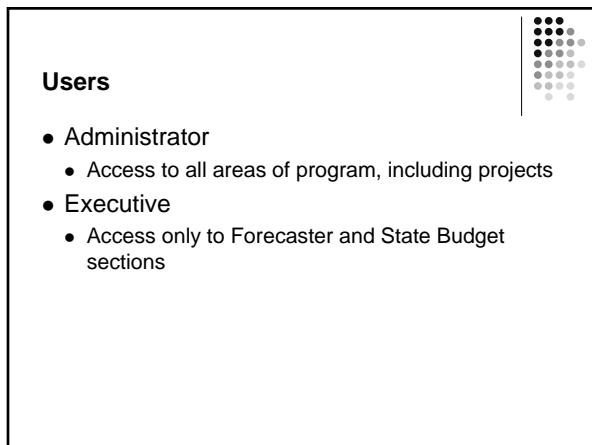 Users
● Administrator
● Access to all areas of program, including projects
● Executive
● Access only to Forecaster and State Budget
sections